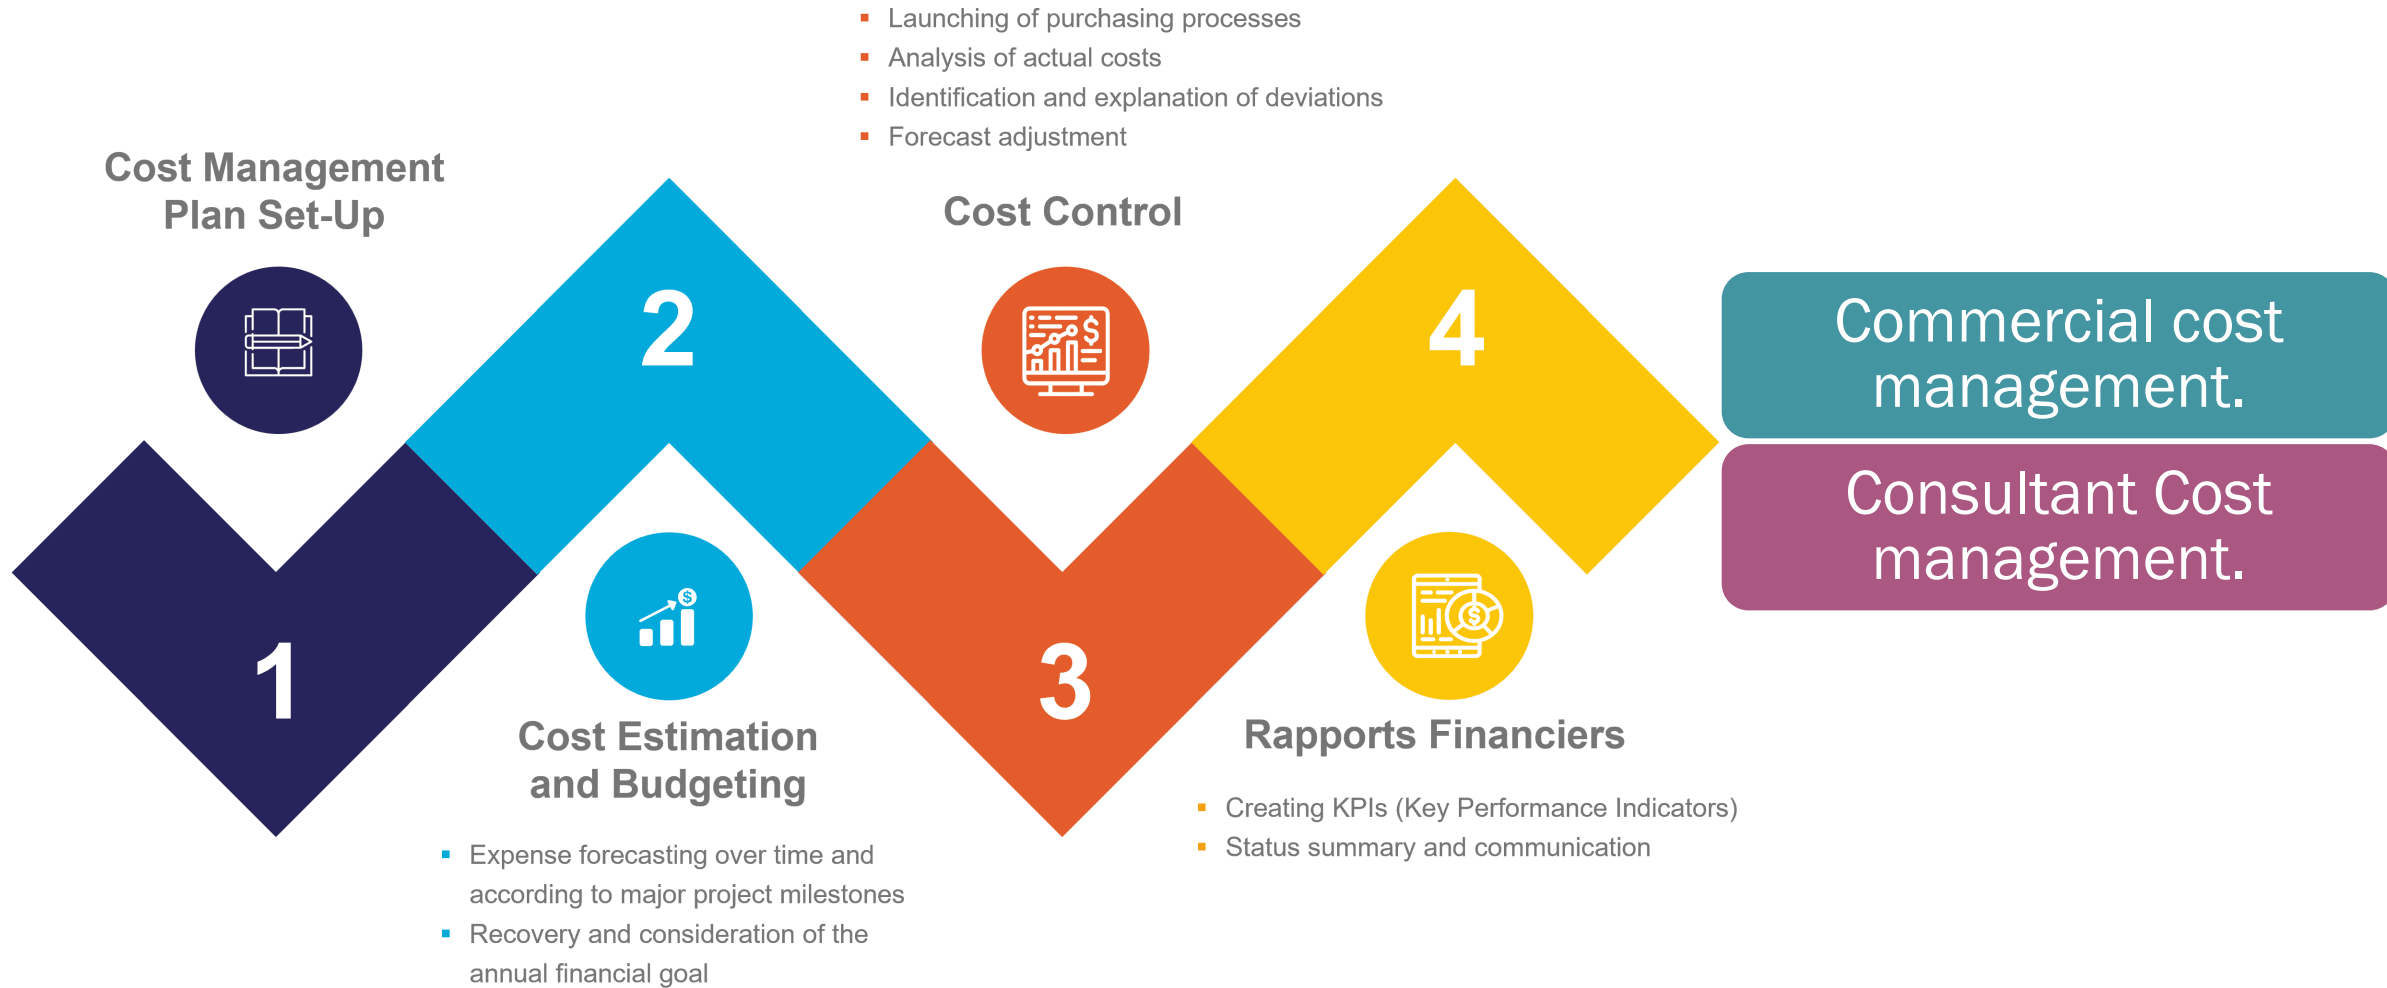 Launching of purchasing processes
Analysis of actual costs
Identification and explanation of deviations
Forecast adjustment
Cost Management
Plan Set-Up
Cost Control
2
4
1
3
Cost Estimation
and Budgeting
Expense forecasting over time and
according to major project milestones
Recovery and consideration of the
annual financial goal
Rapports Financiers
Creating KPIs (Key Performance Indicators)
Status summary and communication
Commercial cost
management.
Consultant Cost
management.